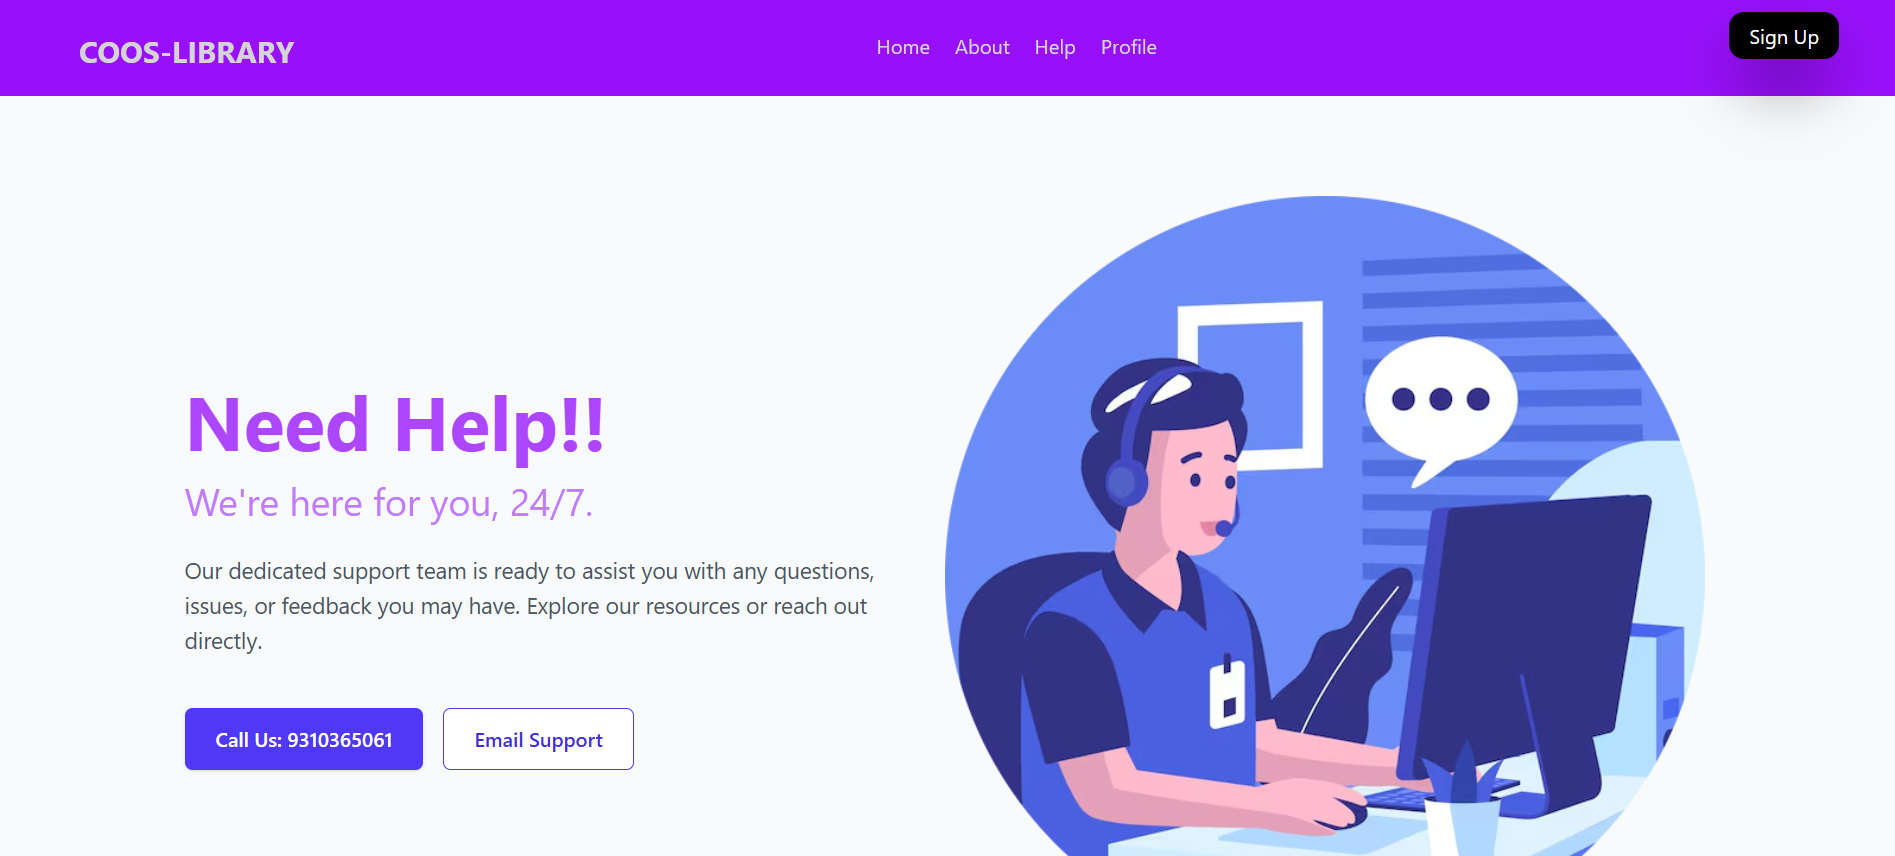 COOS-LIBRARY
Home About Help Profile
Sign Up
Need Help!!
We're here for you, 24/7.
Our dedicated support team is ready to assist you with any questions,
issues, or feedback you may have. Explore our resources or reach out
directly.
Call Us: 9310365061
Email Support